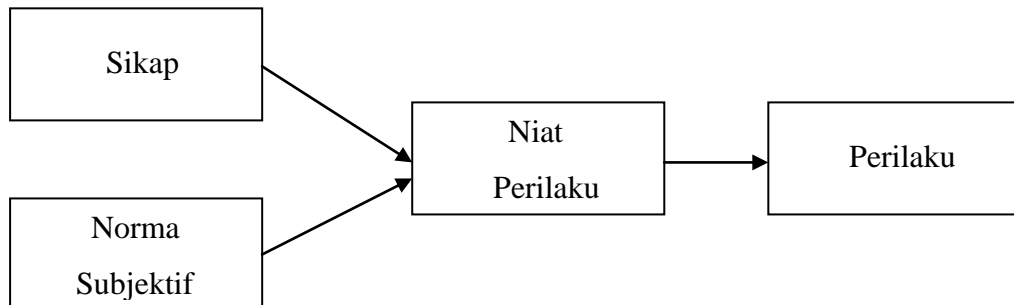 Sikap
Norma
Subjektif
Niat
Perilaku
Perilaku